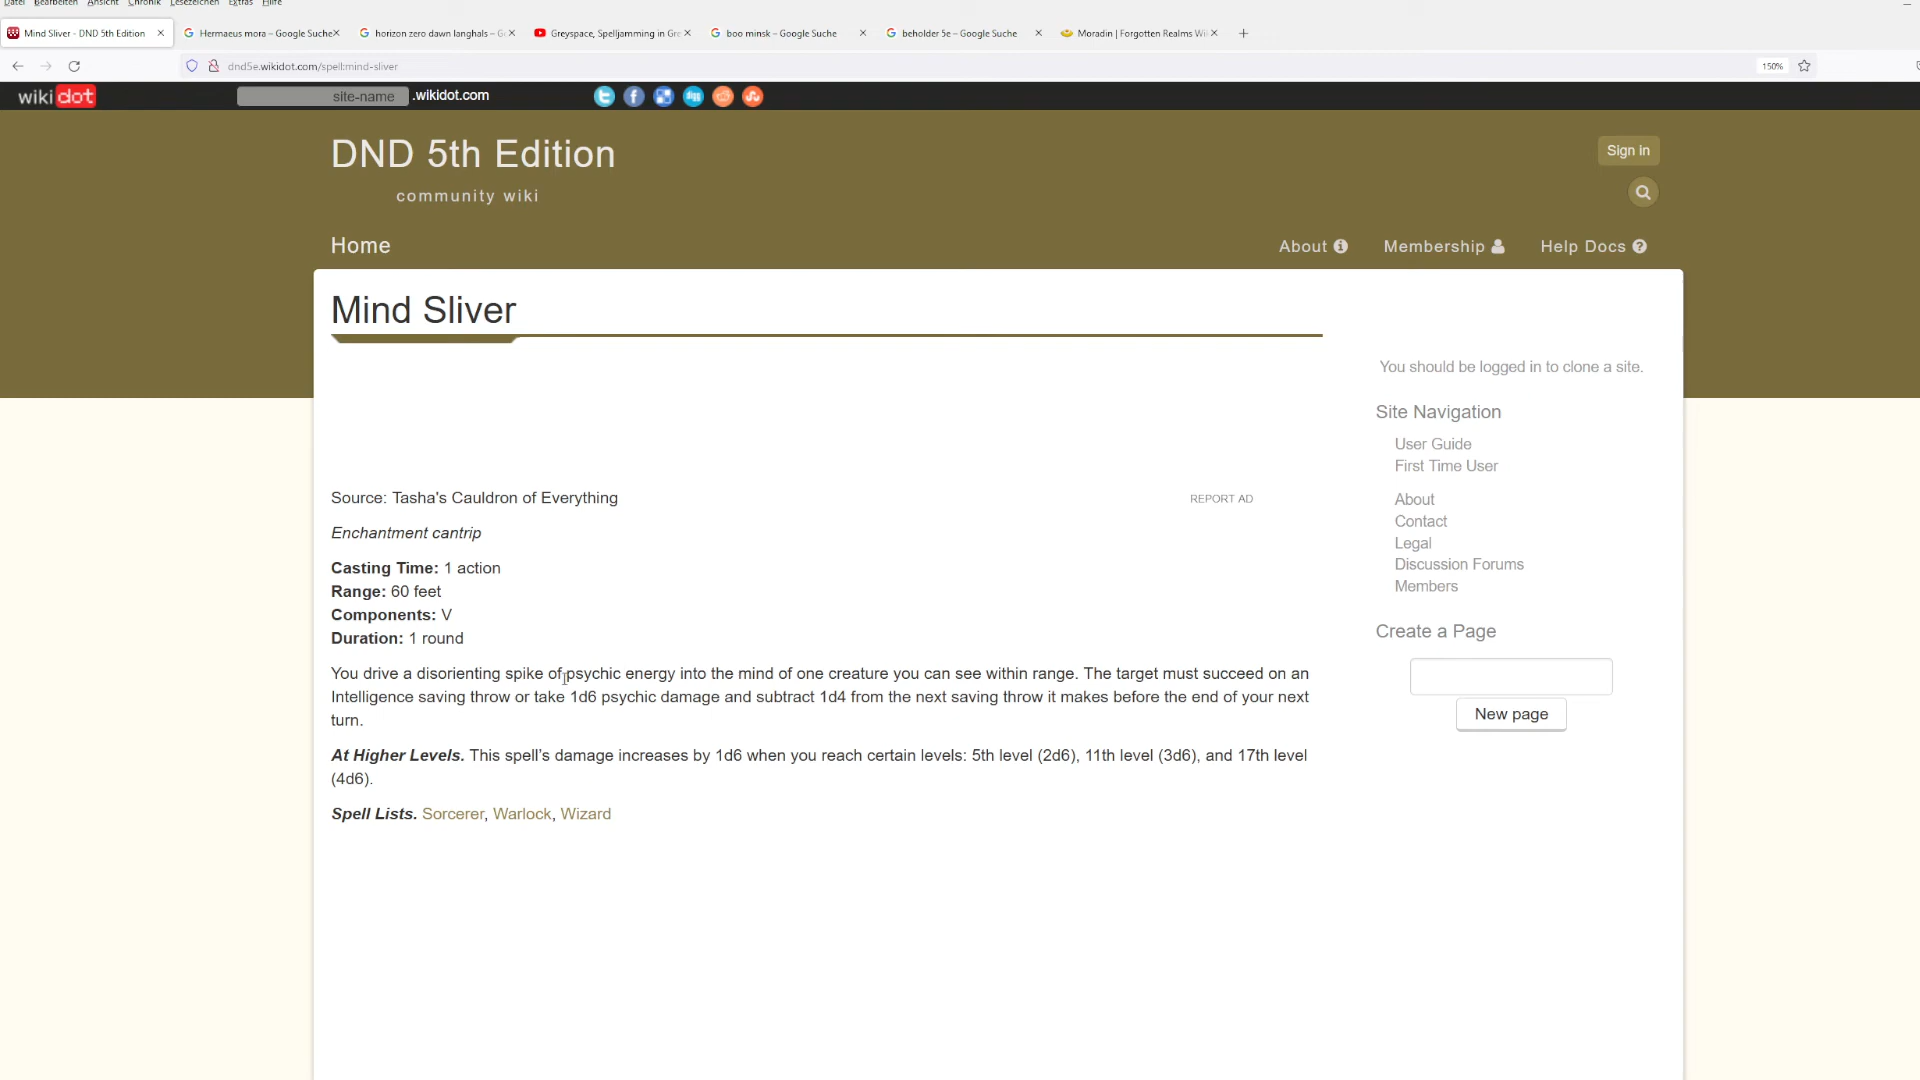 Datei Bearbeiten Ansicht Chronik Lesezeichen Extras Hilfe
Mind Sliver - DND 5th Edition
Hermaeus mora – Google Suche
horizon zero dawn langhals – Go
Greyspace, Spelljamming in Gre
boo minsk – Google Suche
beholder 5e – Google Suche
Moradin | Forgotten Realms Wi
dnd5e.wikidot.com/spell:mind-sliver
150%
wikidot
site-name .wikidot.com
digg
DND 5th Edition
Sign in
community wiki
Home
About
Membership
Help Docs
Mind Sliver
You should be logged in to clone a site.
Site Navigation
User Guide
First Time User
Source: Tasha's Cauldron of Everything
REPORT AD
About
Enchantment cantrip
Contact
Legal
Casting Time: 1 action
Discussion Forums
Range: 60 feet
Members
Components: V
Create a Page
Duration: 1 round
You drive a disorienting spike of psychic energy into the mind of one creature you can see within range. The target must succeed on an
Intelligence saving throw or take 1d6 psychic damage and subtract 1d4 from the next saving throw it makes before the end of your next
turn.
New page
At Higher Levels. This spell’s damage increases by 1d6 when you reach certain levels: 5th level (2d6), 11th level (3d6), and 17th level
(4d6).
Spell Lists. Sorcerer, Warlock, Wizard